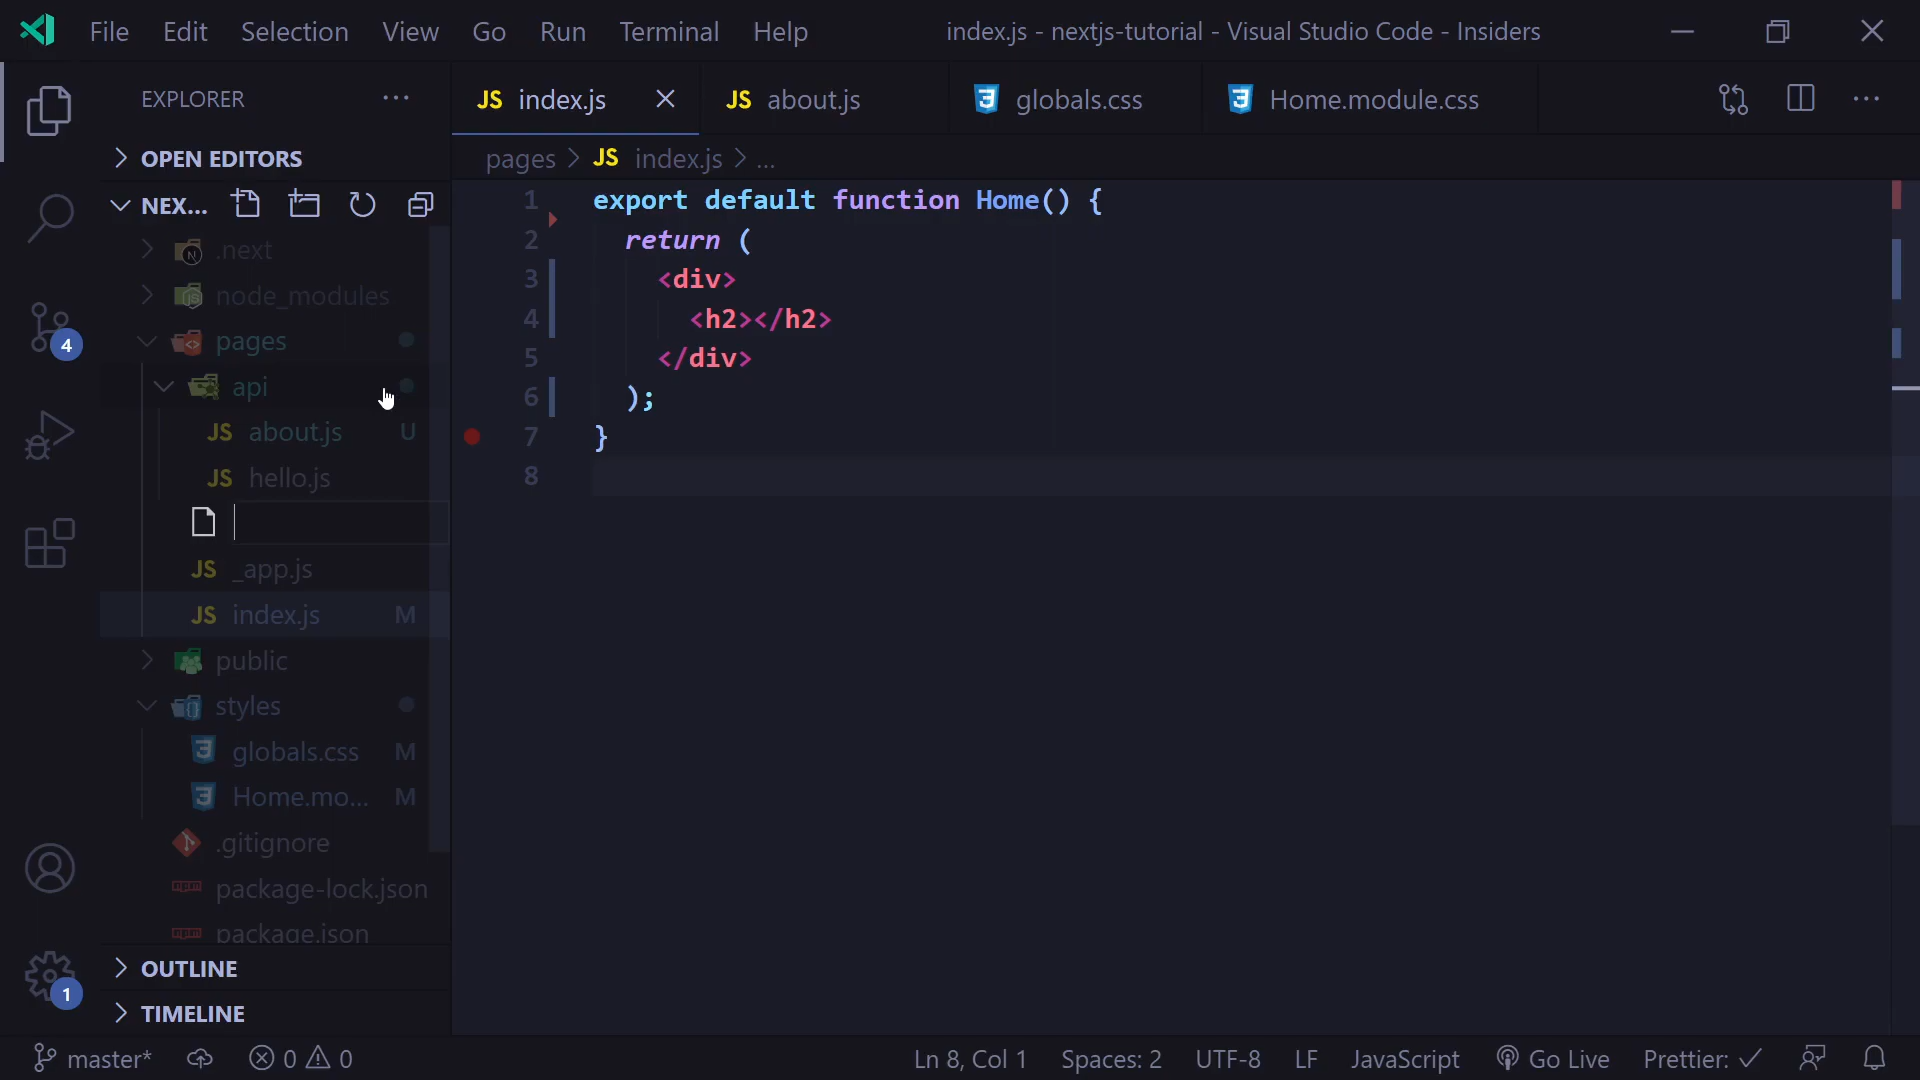 File Edit Selection View Go Run Terminal Help index.js - nextjs-tutorial - Visual Studio Code - Insiders
EXPLORER ...
JS index.js JS about.js globals.css Home.module.css ...
OPEN EDITORS
pages > JS index.js > ...
NEX...
.next
node_modules
pages
api
JS about.js U
JS hello.js
JS _app.js
JS index.js M
public
styles
globals.css M
Home.mo... M
.gitignore
package-lock.json
package.json
OUTLINE
TIMELINE
4
1
1 export default function Home() {
2 return (
3 <div>
4 <h2></h2>
5 </div>
6 );
7 }
8
master* 0 0 Ln 8, Col 1 Spaces: 2 UTF-8 LF JavaScript Go Live Prettier: ✓